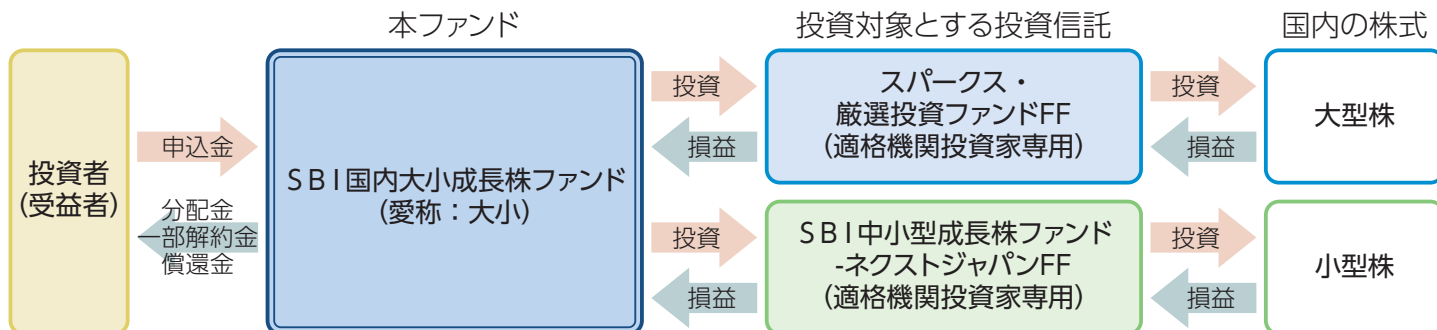 本ファンド
投資対象とする投資信託
国内の株式
投資者
(受益者)
申込金
分配金
一部解約金
償還金
SBI国内大小成長株ファンド
(愛称：大小)
投資
損益
スパークス・
厳選投資ファンドFF
(適格機関投資家専用)
投資
損益
大型株
投資
損益
SBI中小型成長株ファンド
-ネクストジャパンFF
(適格機関投資家専用)
投資
損益
小型株